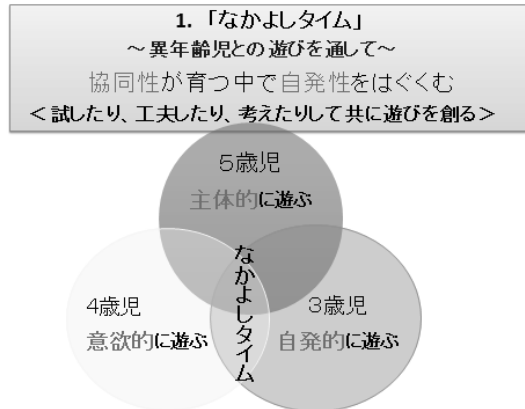 1.「なかよしタイム」
～異年齢児との遊びを通して～
協同性が育つ中で自発性をはぐくむ
＜試したり、工夫したり、考えたりして共に遊びを創る＞
5歳児
主体的に遊ぶ
なかよしタイム
4歳児
意欲的に遊ぶ
3歳児
自発的に遊ぶ